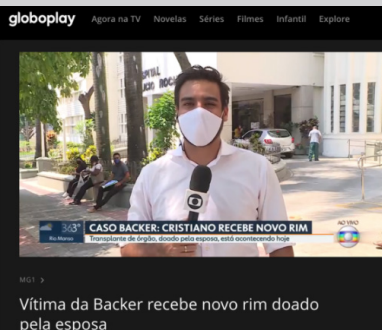 globoplay Agora na TV Novelas Séries Filmes Infantil Explore
36,3°
Rio Manso
CASO BACKER: CRISTIANO RECEBE NOVO RIM
Transplante de órgão, doado pela esposa, está acontecendo hoje
AO VIVO
MG1 >
Vítima da Backer recebe novo rim doado
pela esposa